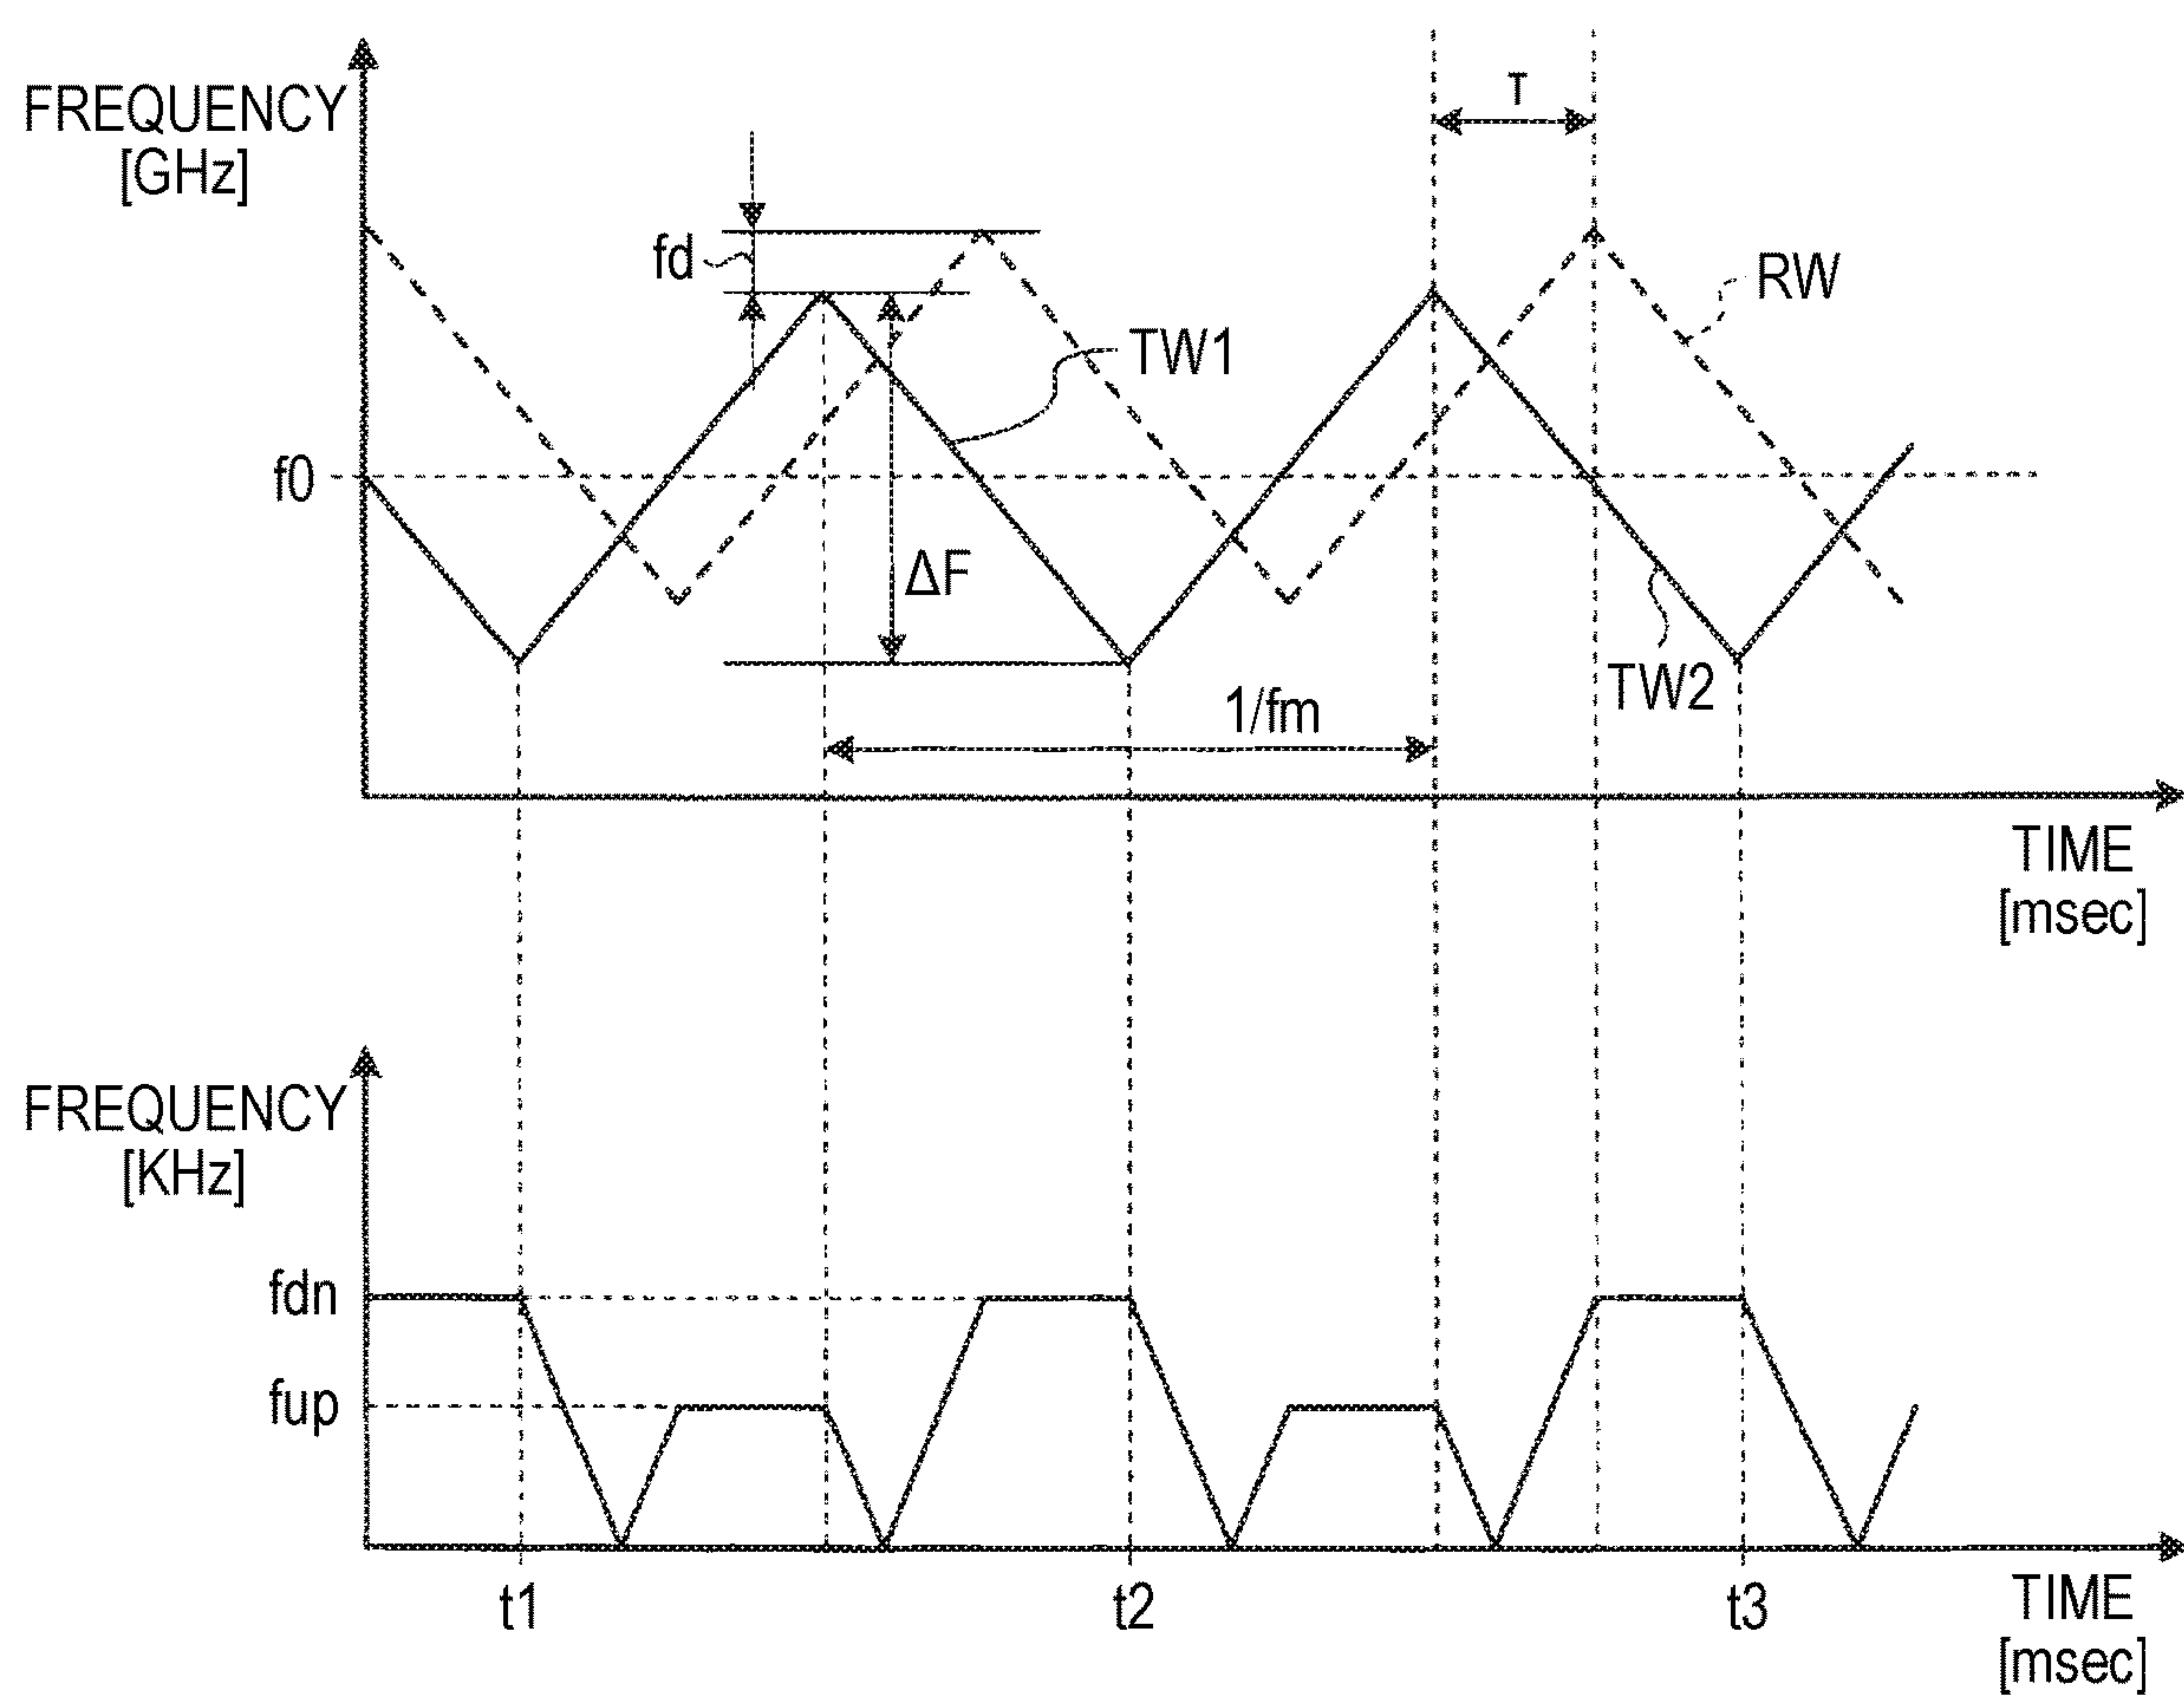 FREQUENCY
[GHz]
T
fd
RW
TW1
f0
ΔF
TW2
1/fm
TIME
[msec]
FREQUENCY
[KHz]
fdn
fup
t1
t2
t3
TIME
[msec]